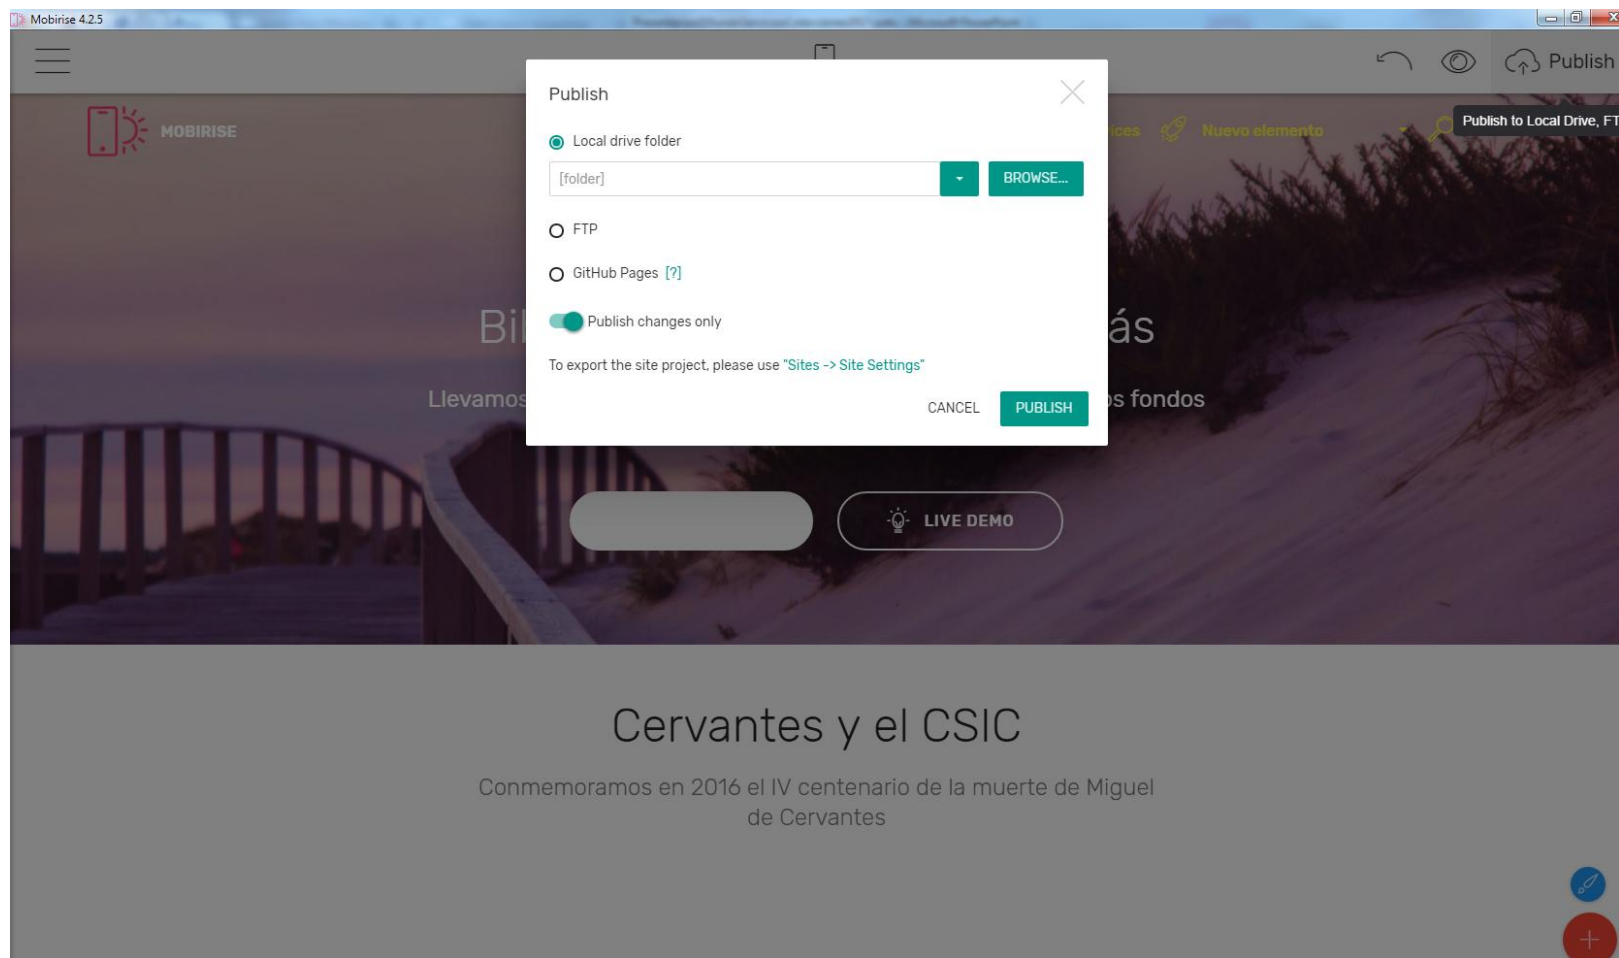 Mobirise 4.2.5
Publish
Publish to Local Drive, FT
MOBIRISE
ices Nuevo elemento
Publish
Local drive folder
[folder]
BROWSE...
FTP
GitHub Pages [?]
Publish changes only
To export the site project, please use "Sites -> Site Settings"
CANCEL PUBLISH
Bi ás
Llevamos os fondos
LIVE DEMO
Cervantes y el CSIC
Conmemoramos en 2016 el IV centenario de la muerte de Miguel
de Cervantes